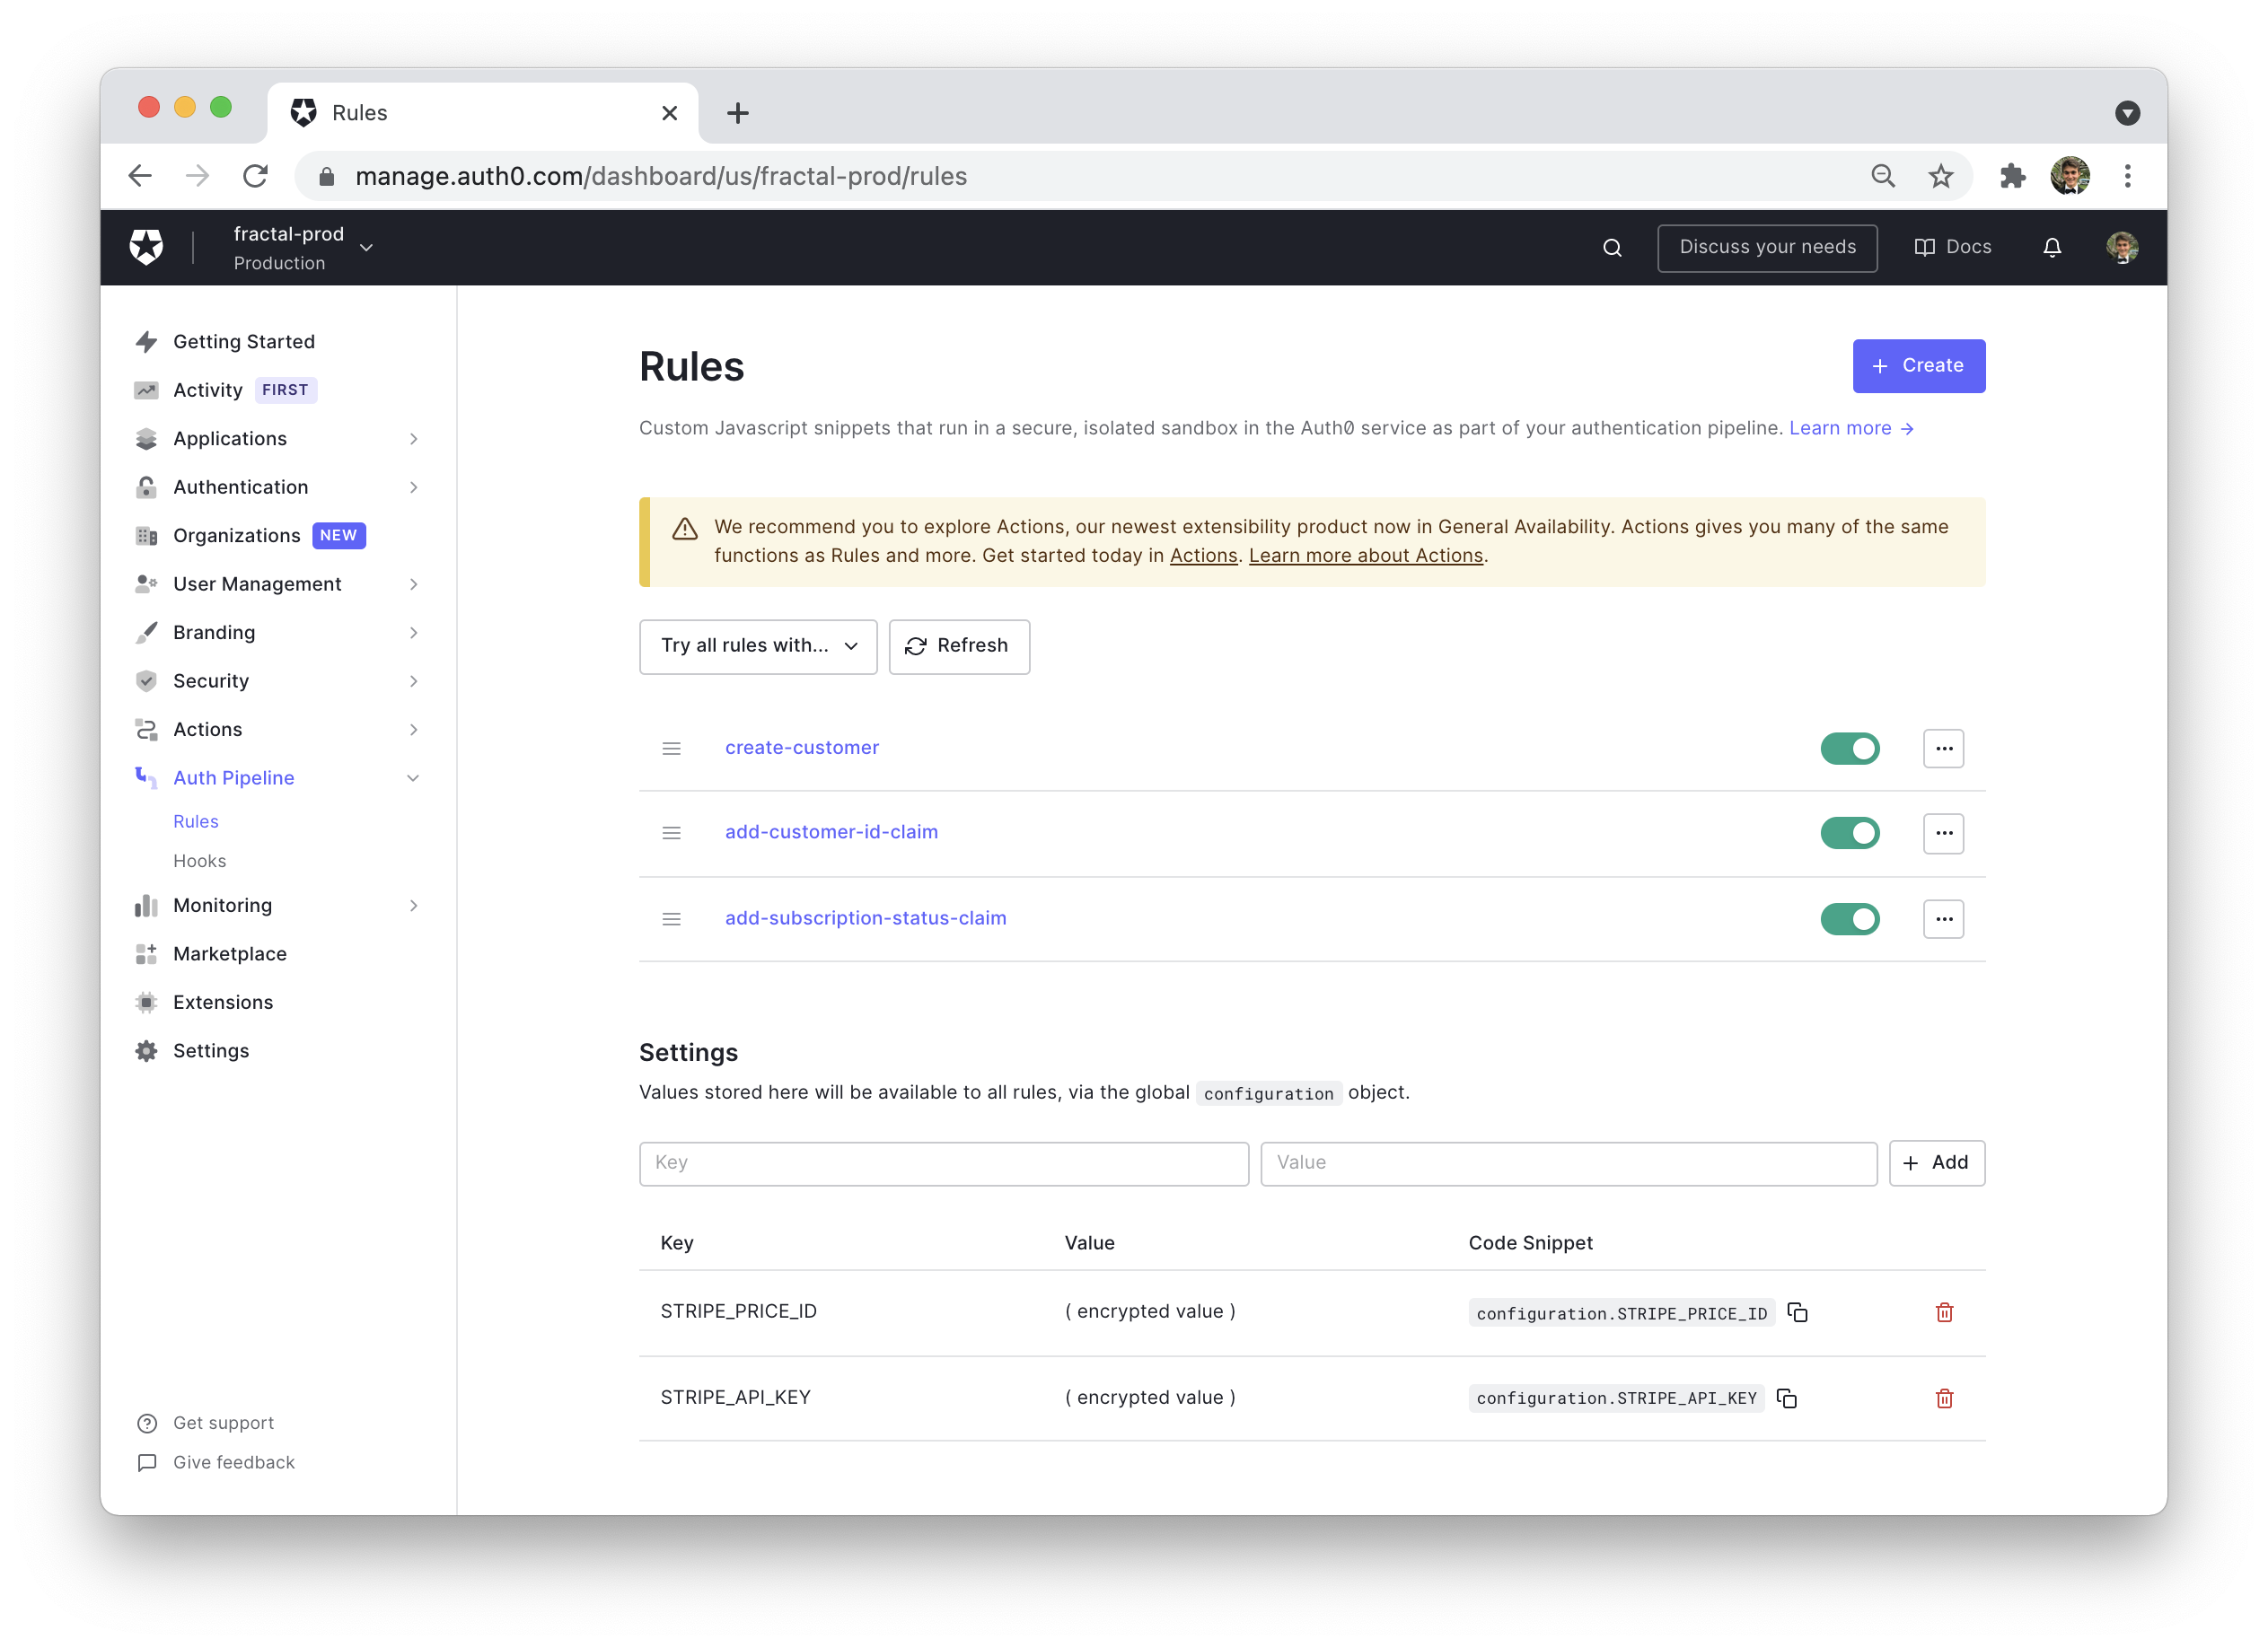 Rules
manage.auth0.com/dashboard/us/fractal-prod/rules
fractal-prod
Production
Discuss your needs
Docs
Getting Started
Activity FIRST
Applications
Authentication
Organizations NEW
User Management
Branding
Security
Actions
Auth Pipeline
Rules
Hooks
Monitoring
Marketplace
Extensions
Settings
Get support
Give feedback
Rules
+ Create
Custom Javascript snippets that run in a secure, isolated sandbox in the Auth0 service as part of your authentication pipeline. Learn more →
We recommend you to explore Actions, our newest extensibility product now in General Availability. Actions gives you many of the same
functions as Rules and more. Get started today in Actions. Learn more about Actions.
Try all rules with...
Refresh
create-customer
add-customer-id-claim
add-subscription-status-claim
Settings
Values stored here will be available to all rules, via the global configuration object.
Key
Value
+ Add
Key Value Code Snippet
STRIPE_PRICE_ID ( encrypted value ) configuration.STRIPE_PRICE_ID
STRIPE_API_KEY ( encrypted value ) configuration.STRIPE_API_KEY